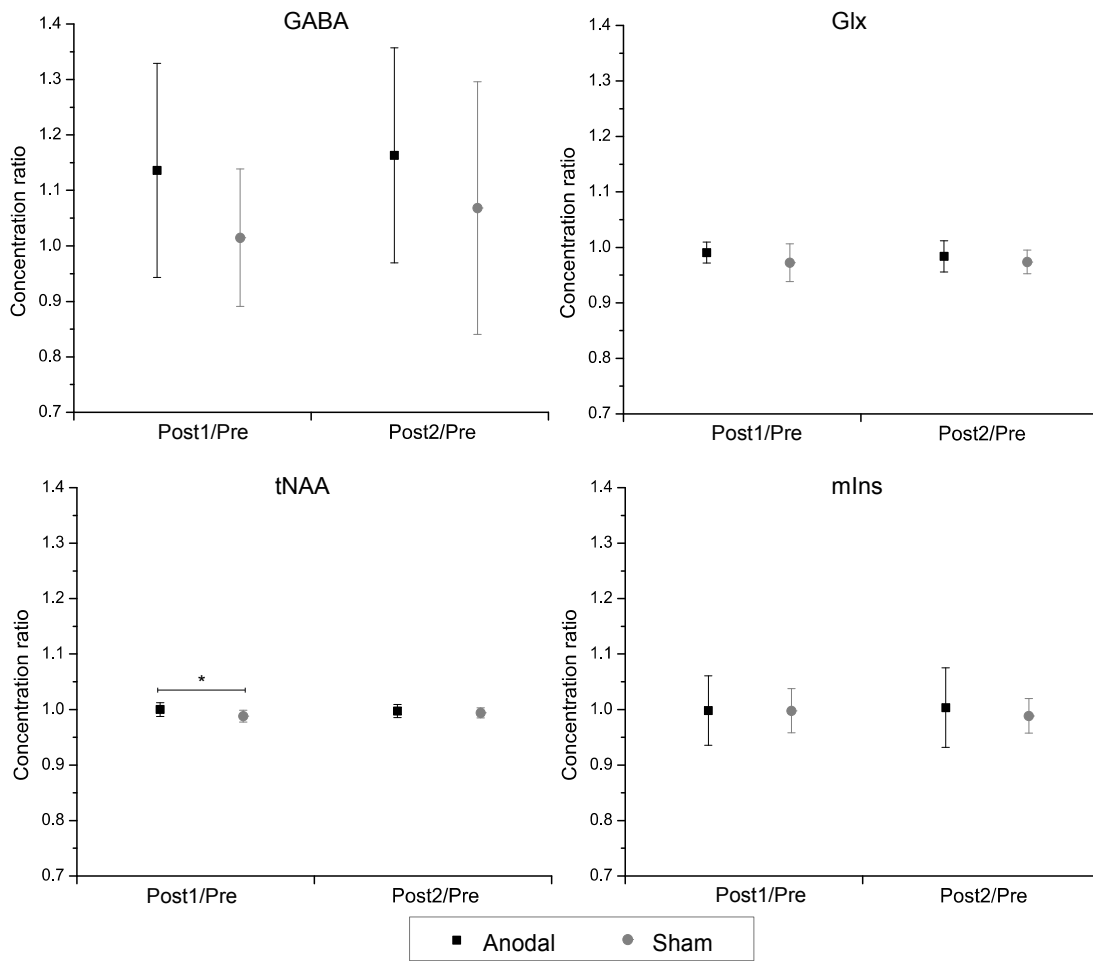 GABA
Concentration ratio
1.4
1.3
1.2
1.1
1.0
0.9
0.8
0.7
Post1/Pre Post2/Pre
Glx
Concentration ratio
1.4
1.3
1.2
1.1
1.0
0.9
0.8
0.7
Post1/Pre Post2/Pre
tNAA
Concentration ratio
1.4
1.3
1.2
1.1
1.0
0.9
0.8
0.7
*
Post1/Pre Post2/Pre
mIns
Concentration ratio
1.4
1.3
1.2
1.1
1.0
0.9
0.8
0.7
Post1/Pre Post2/Pre
Anodal Sham